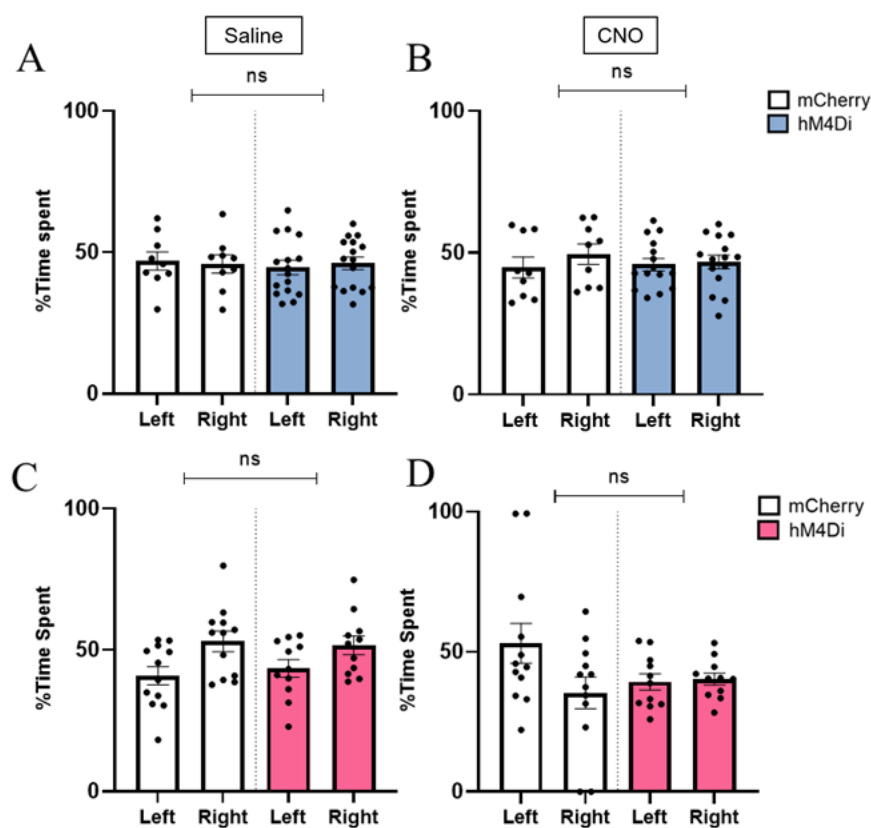 Saline
CNO
A
B
ns
ns
mCherry
hM4Di
100
50
0
%Time spent
Left Right Left Right
100
50
0
%Time spent
Left Right Left Right
C
D
ns
ns
mCherry
hM4Di
100
50
0
%Time Spent
Left Right Left Right
100
50
0
%Time Spent
Left Right Left Right